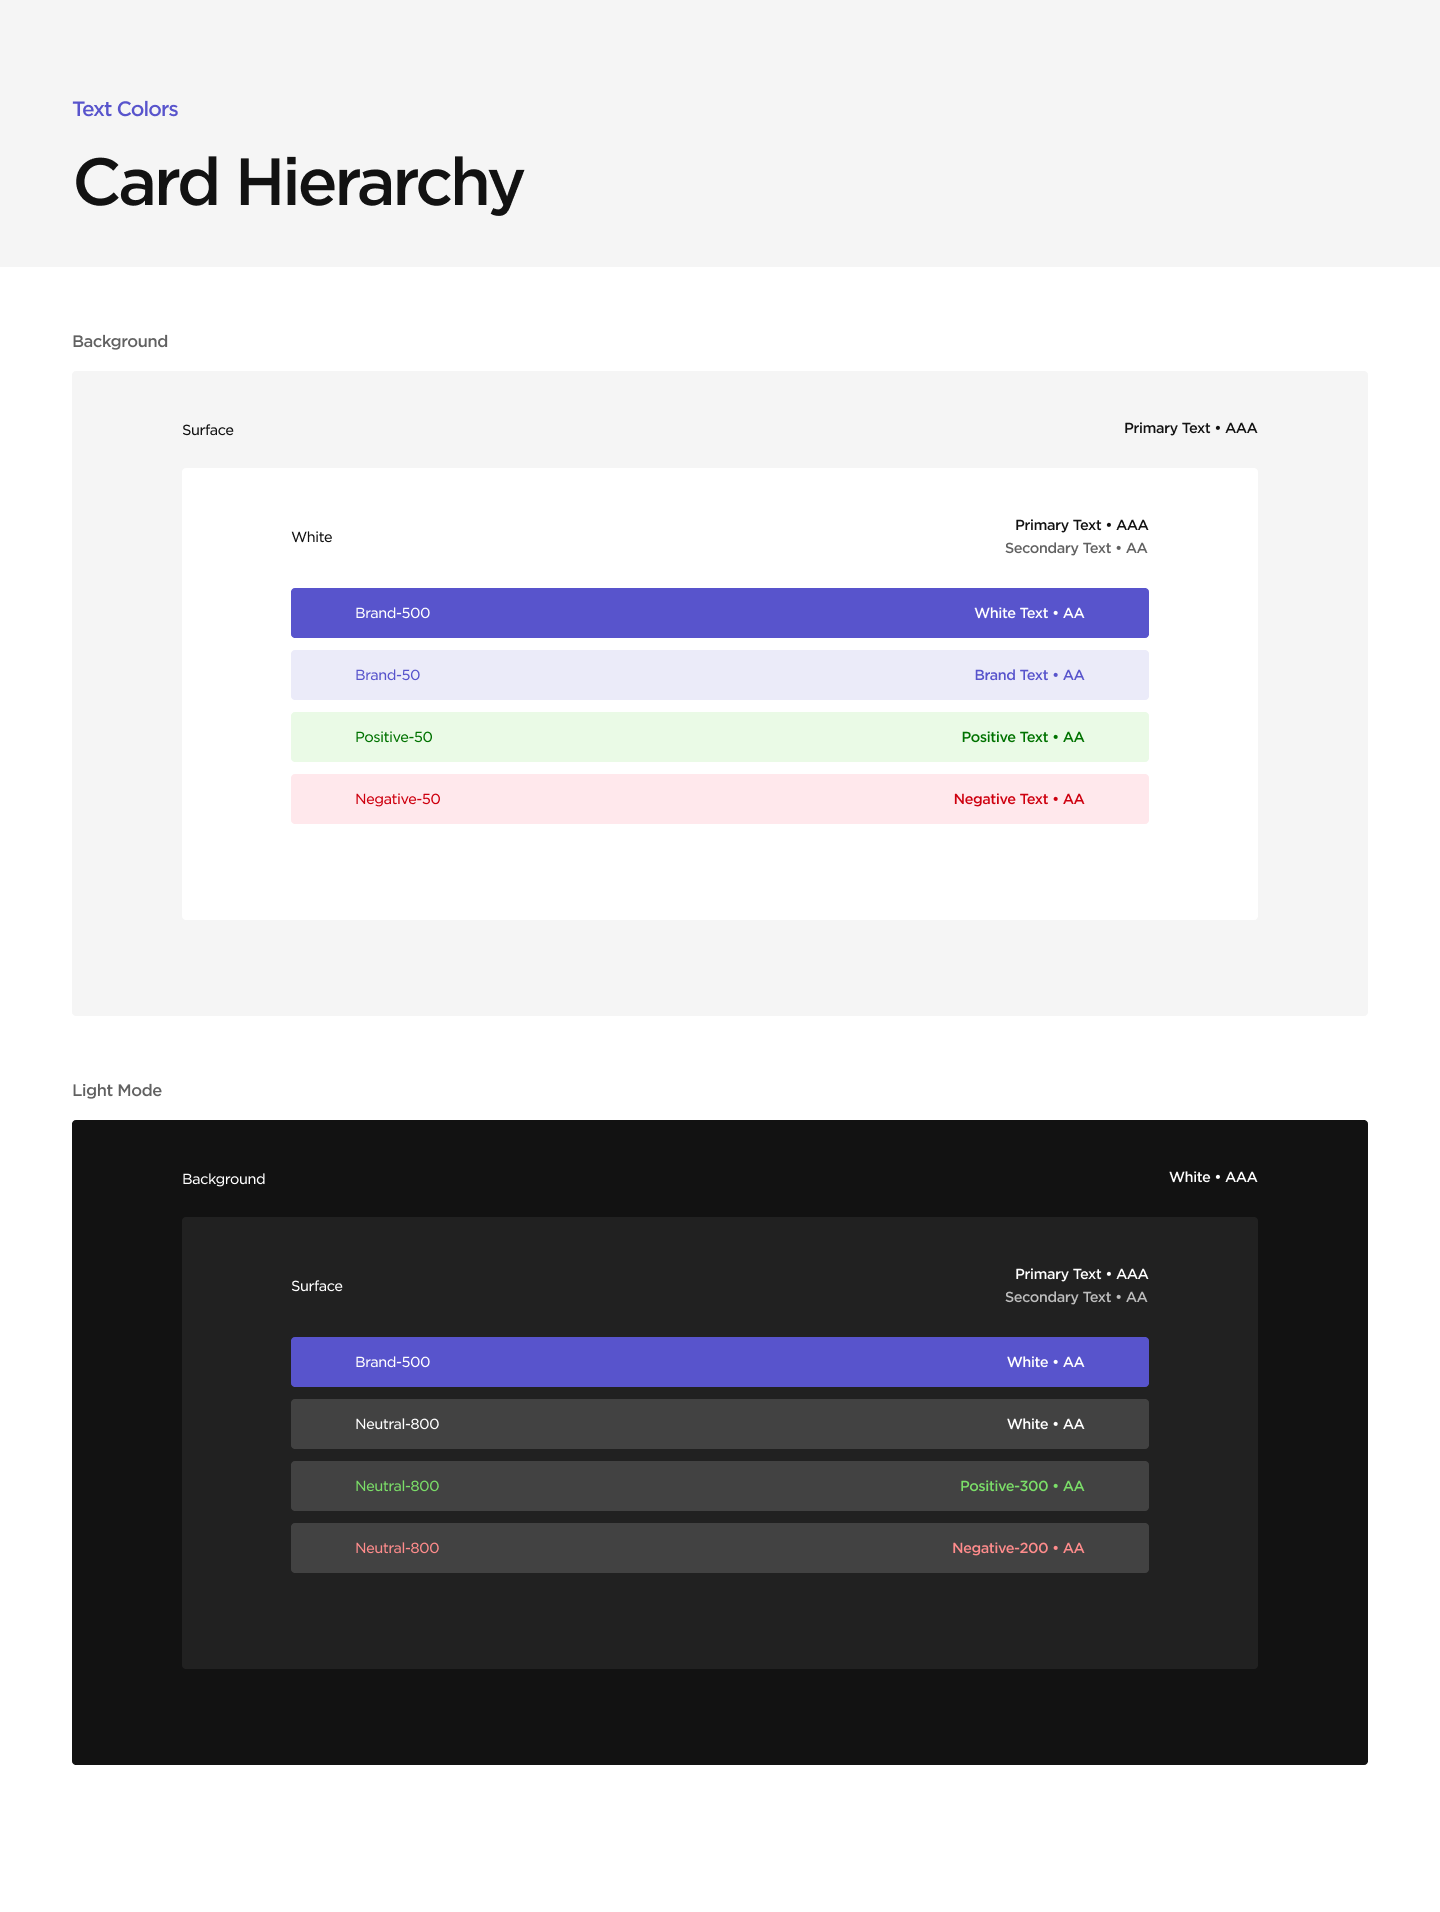 Text Colors
Card Hierarchy
Background
Surface
Primary Text • AAA
White
Primary Text • AAA
Secondary Text • AA
Brand-500
White Text • AA
Brand-50
Brand Text • AA
Positive-50
Positive Text • AA
Negative-50
Negative Text • AA
Light Mode
Background
White • AAA
Surface
Primary Text • AAA
Secondary Text • AA
Brand-500
White • AA
Neutral-800
White • AA
Neutral-800
Positive-300 • AA
Neutral-800
Negative-200 • AA